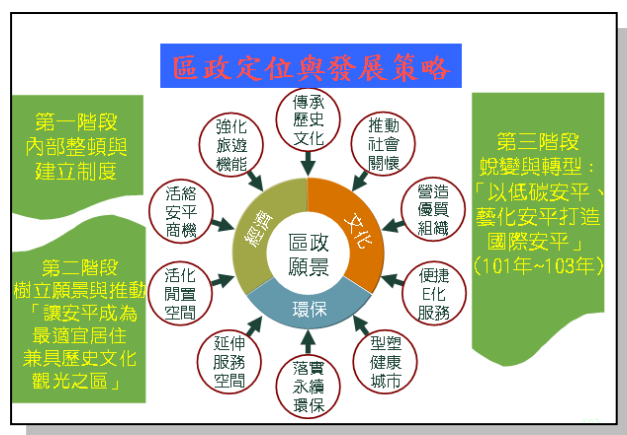 區政定位與發展策略
第一階段
內部整頓與
建立制度
第二階段
樹立願景與推動
「讓安平成為
最適宜居住
兼具歷史文化
觀光之區」
傳承
歷史
文化
推動
社會
關懷
營造
優質
組織
便捷
E化
服務
型塑
健康
城市
落實
永續
環保
延伸
服務
空間
活化
閒置
空間
活絡
安平
商機
強化
旅遊
機能
經濟
文化
環保
區政
願景
第三階段
蛻變與轉型：
「以低碳安平、
藝化安平打造
國際安平」
(101年~103年)